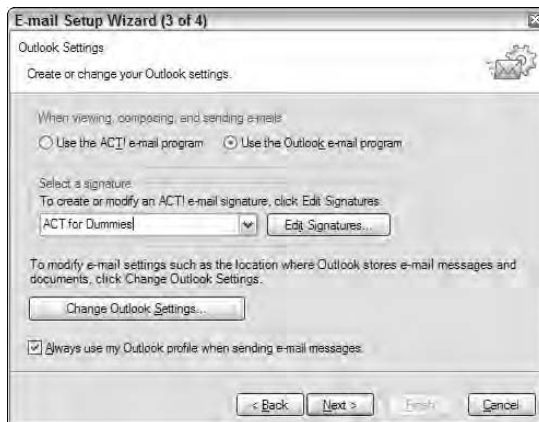 E-mail Setup Wizard (3 of 4)
Outlook Settings
Create or change your Outlook settings.
When viewing, composing, and sending e-mails
Use the ACT! e-mail program Use the Outlook e-mail program
Select a signature
To create or modify an ACT! e-mail signature, click Edit Signatures
ACT for Dummies Edit Signatures...
To modify e-mail settings such as the location where Outlook stores e-mail messages and
documents, click Change Outlook Settings.
Change Outlook Settings...
Always use my Outlook profile when sending e-mail messages.
< Back Next > Finish Cancel